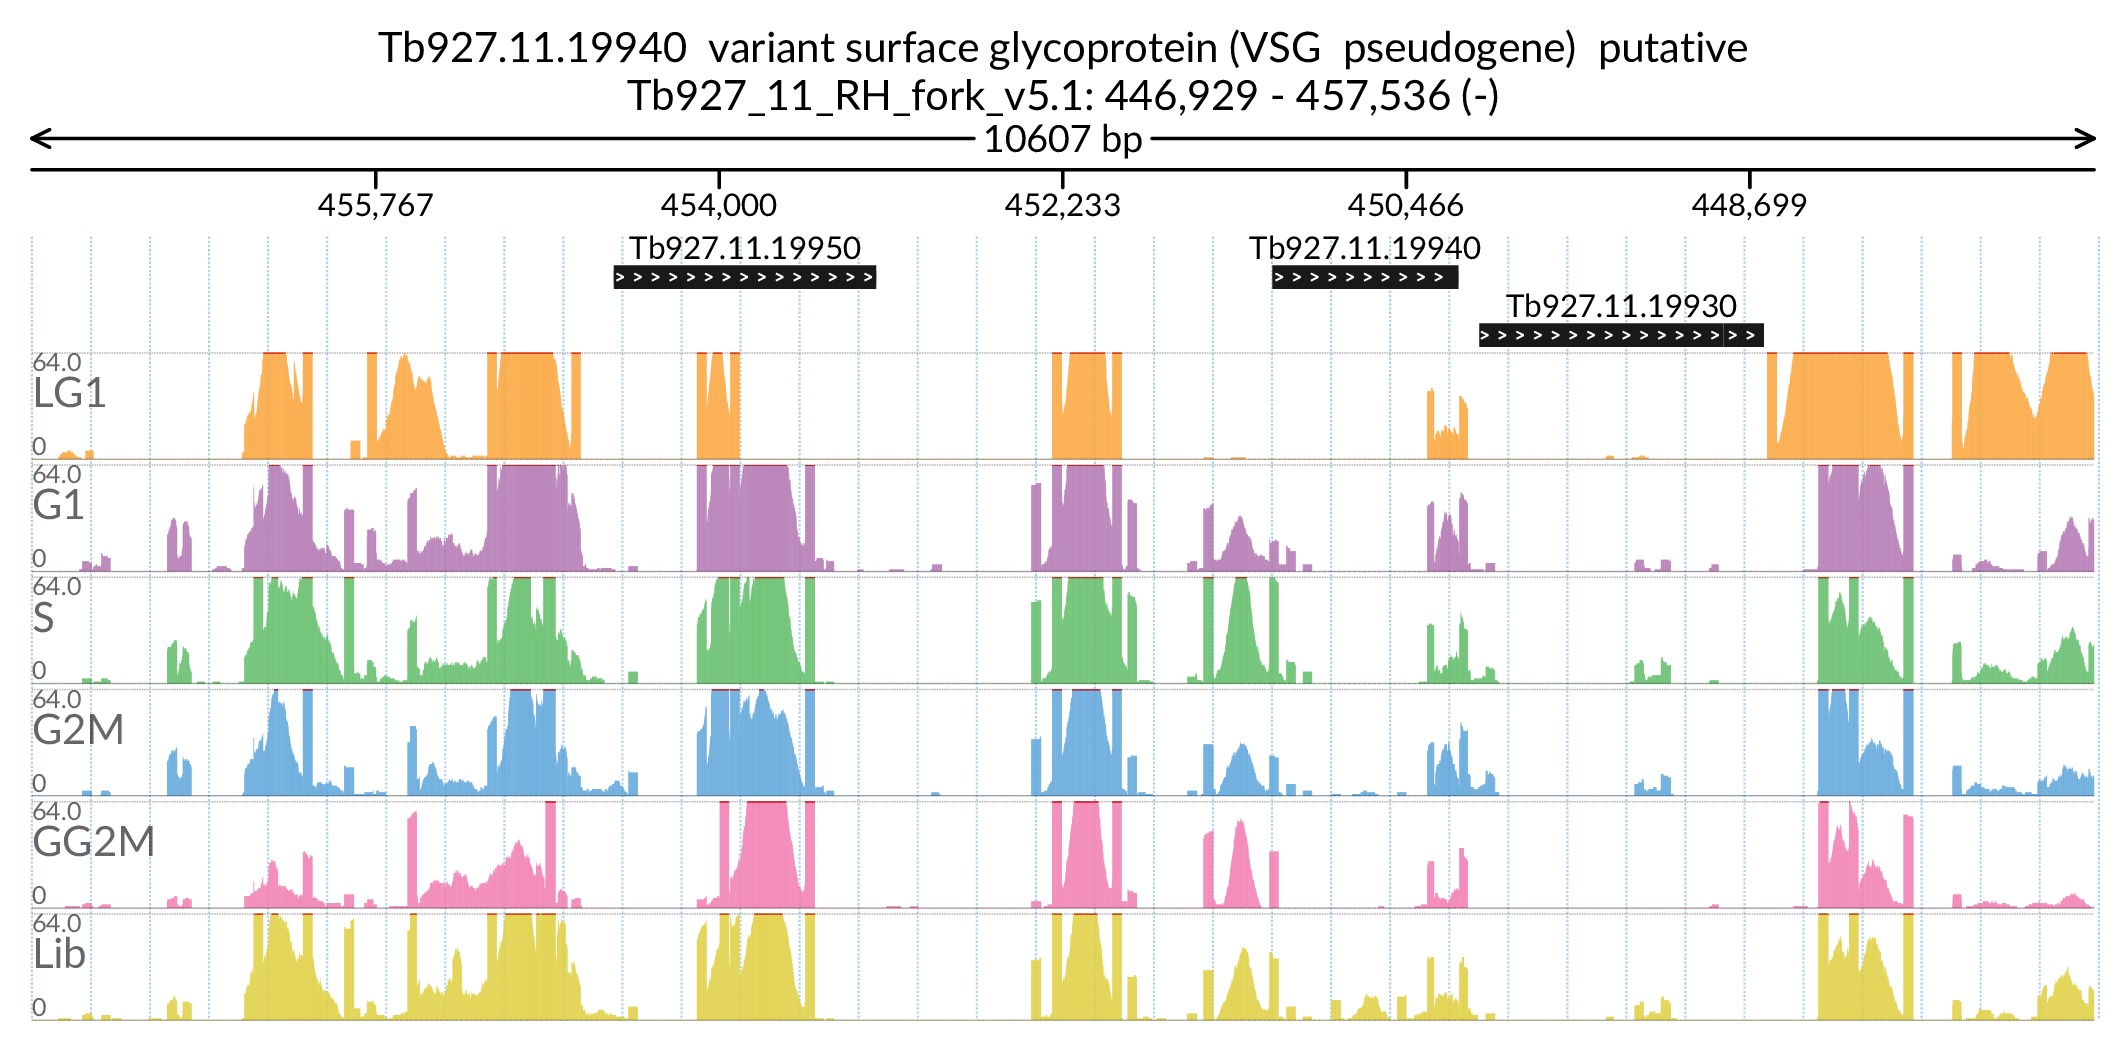 Tb927.11.19940 variant surface glycoprotein (VSG pseudogene) putative
Tb927_11_RH_fork_v5.1: 446,929 - 457,536 (-)
10607 bp
455,767 454,000 452,233 450,466 448,699
Tb927.11.19950 Tb927.11.19940
Tb927.11.19930
64.0
LG1
0
64.0
G1
0
64.0
S
0
64.0
G2M
0
64.0
GG2M
0
64.0
Lib
0